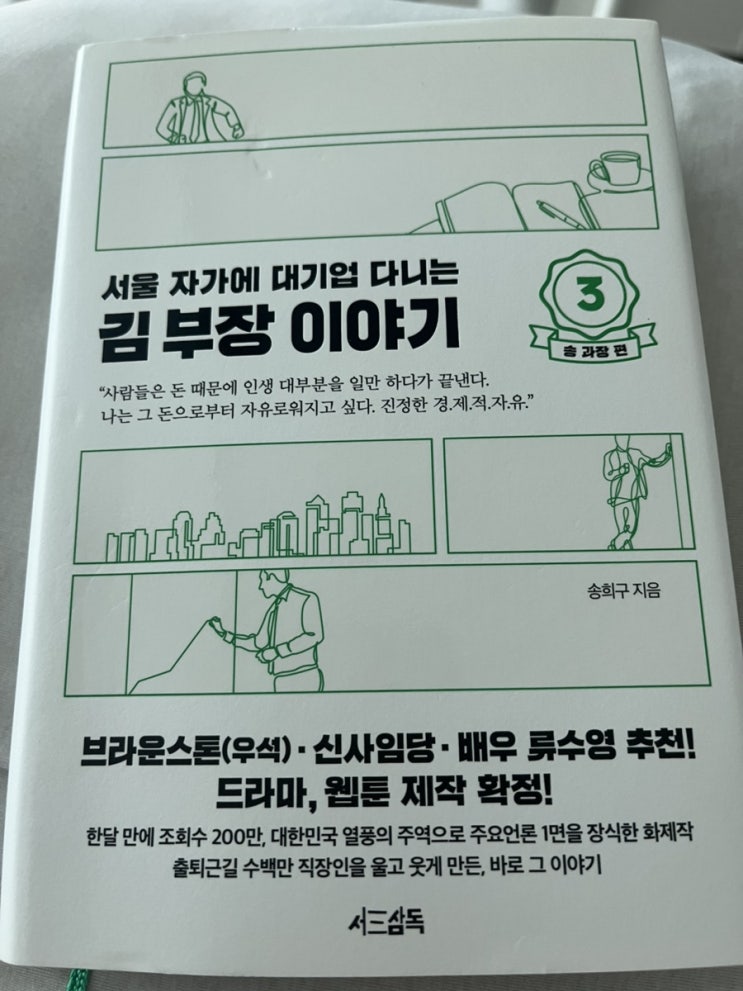 서울 자가에 대기업 다니는
김 부장 이야기
3
송 과장 편
“사람들은 돈 때문에 인생 대부분을 일만 하다가 끝낸다.
나는 그 돈으로부터 자유로워지고 싶다. 진정한 경.제.적.자.유.”
송희구 지음
브라운스톤(우석) · 신사임당 · 배우 류수영 추천!
드라마, 웹툰 제작 확정!
한달 만에 조회수 200만, 대한민국 열풍의 주역으로 주요언론 1면을 장식한 화제작
출퇴근길 수백만 직장인을 울고 웃게 만든, 바로 그 이야기
서三삼독